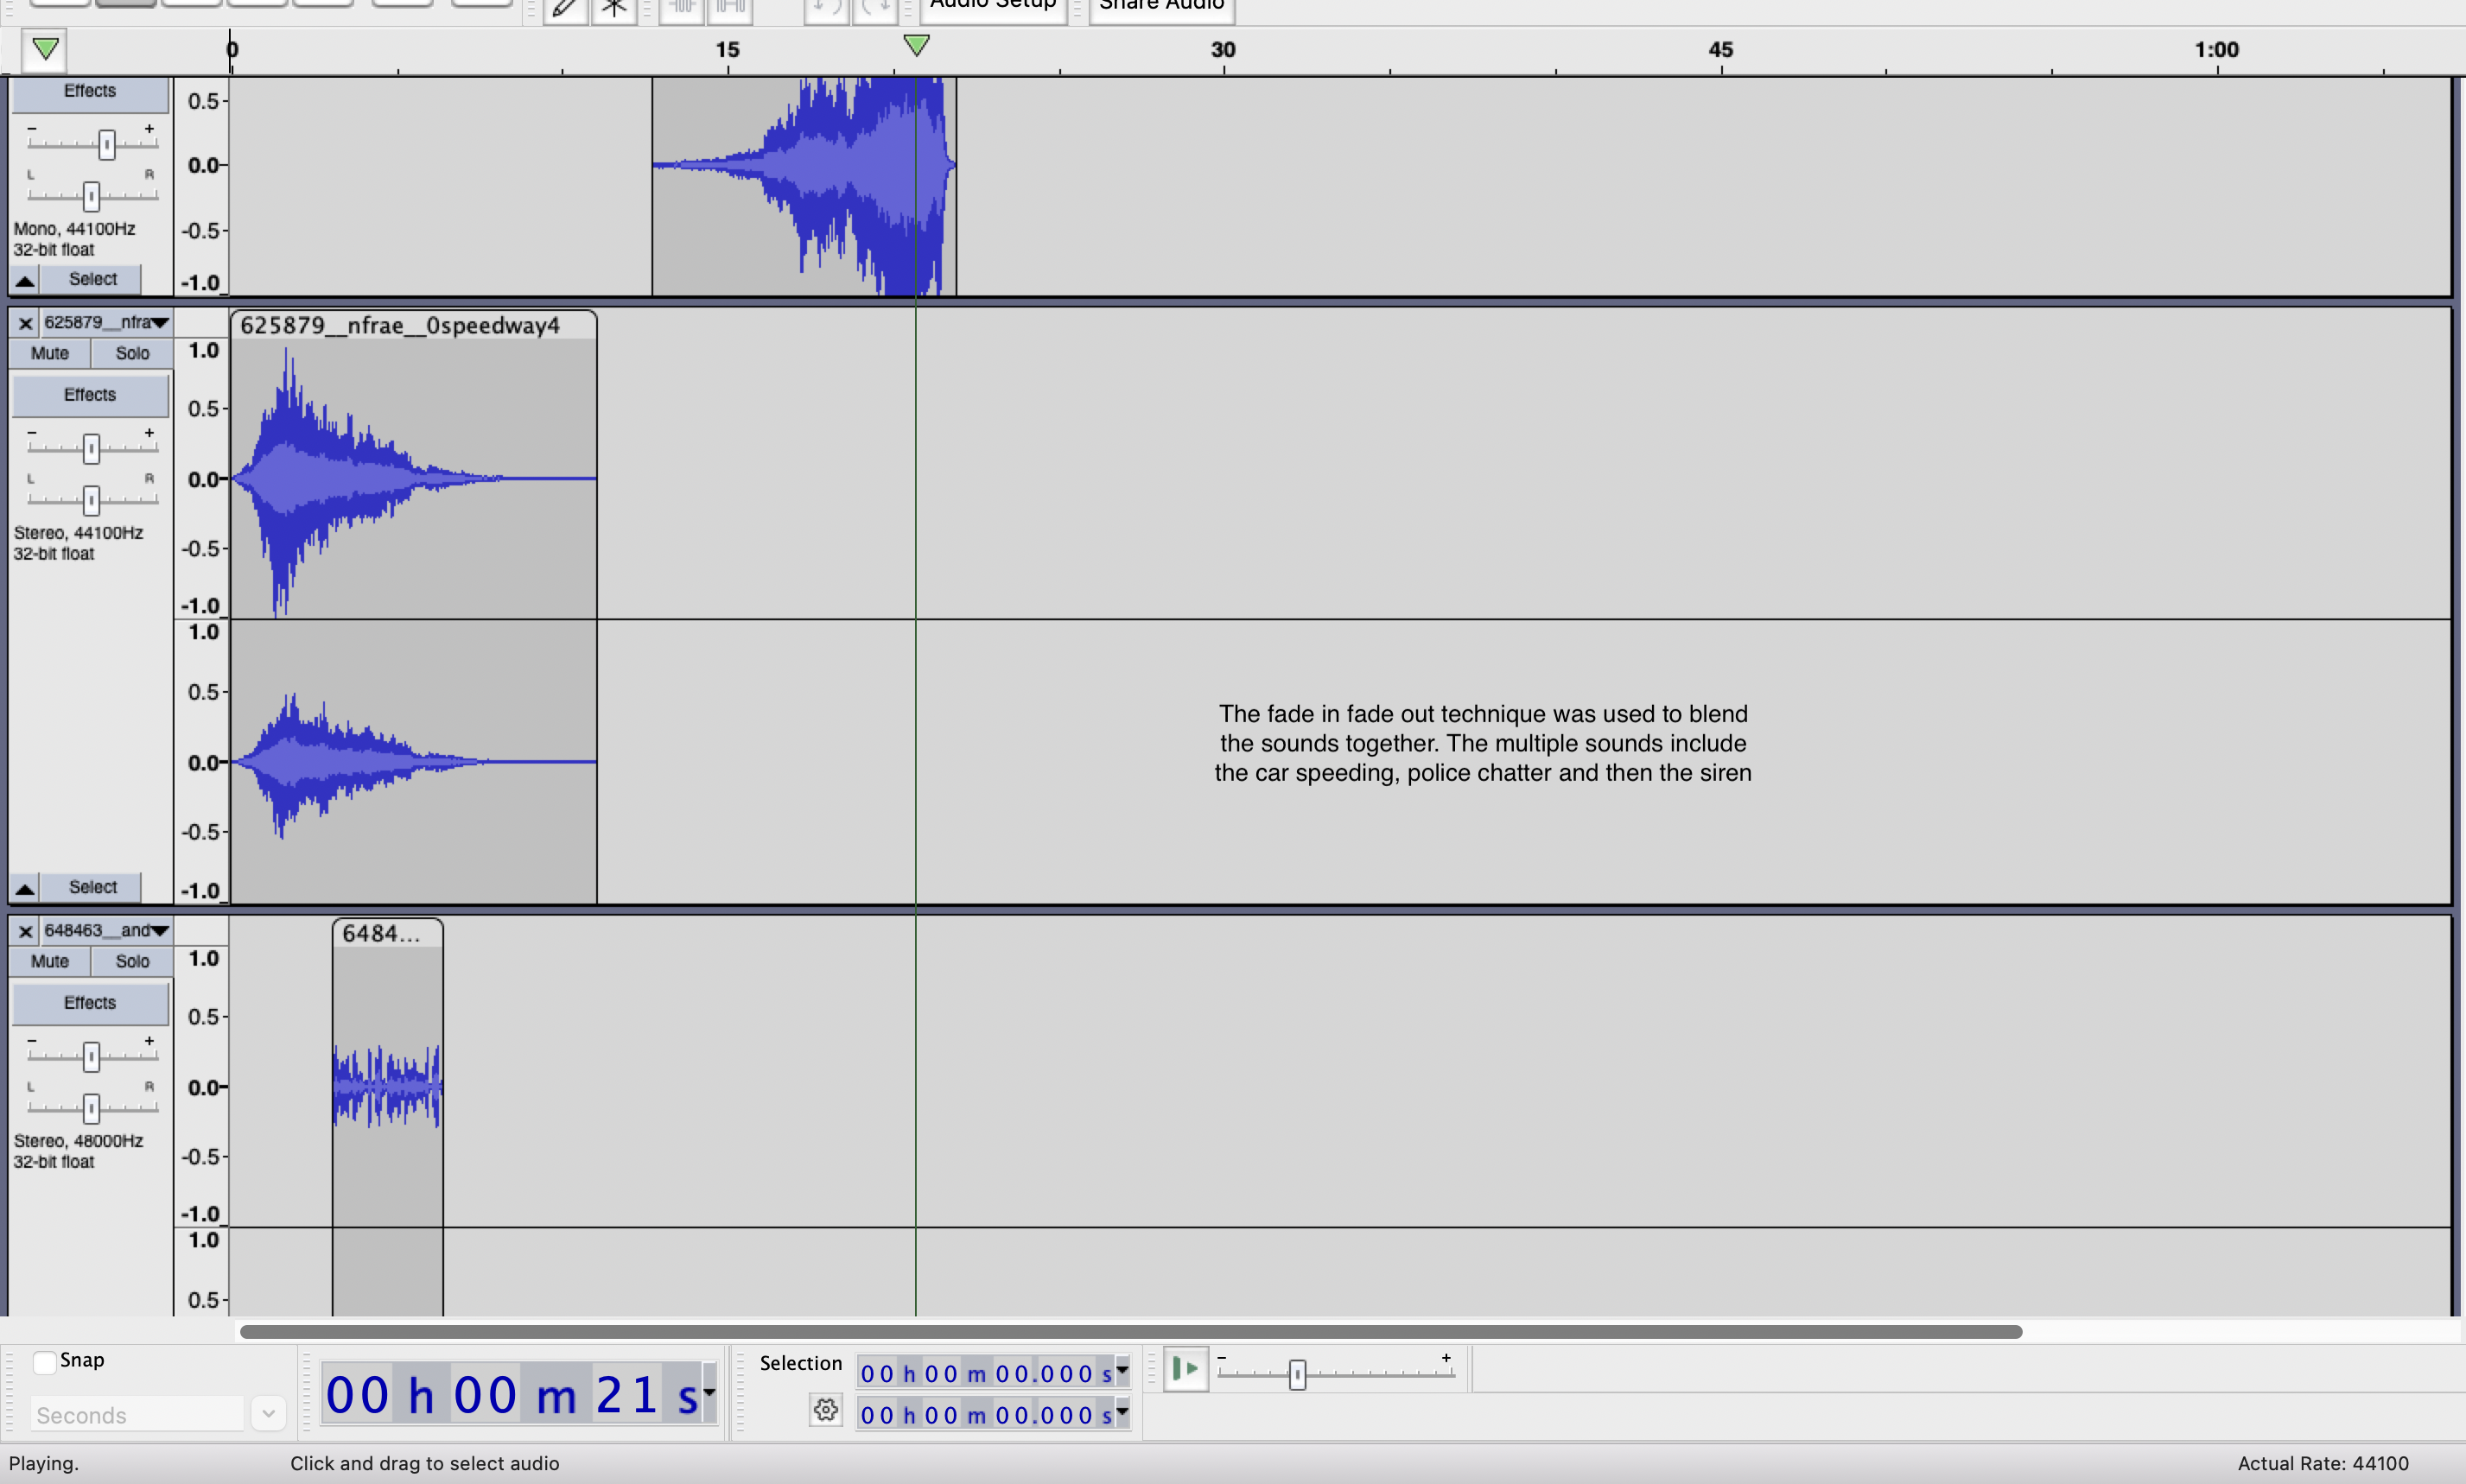 Audio Setup
Share Audio
0 15 30 45 1:00
Effects
- +
L R
Mono, 44100Hz
32-bit float
Select
0.5
0.0
-0.5
-1.0
625879__nfra
625879__nfrae__0speedway4
Mute Solo
Effects
- +
L R
Stereo, 44100Hz
32-bit float
Select
1.0
0.5
0.0
-0.5
-1.0
1.0
0.5
0.0
-0.5
-1.0
The fade in fade out technique was used to blend
the sounds together. The multiple sounds include
the car speeding, police chatter and then the siren
648463__and
6484...
Mute Solo
Effects
- +
L R
Stereo, 48000Hz
32-bit float
1.0
0.5
0.0
-0.5
-1.0
1.0
0.5
Snap
Seconds
00 h 00 m 21 s
Selection
00 h 00 m 00.000 s
00 h 00 m 00.000 s
- +
Playing.
Click and drag to select audio
Actual Rate: 44100